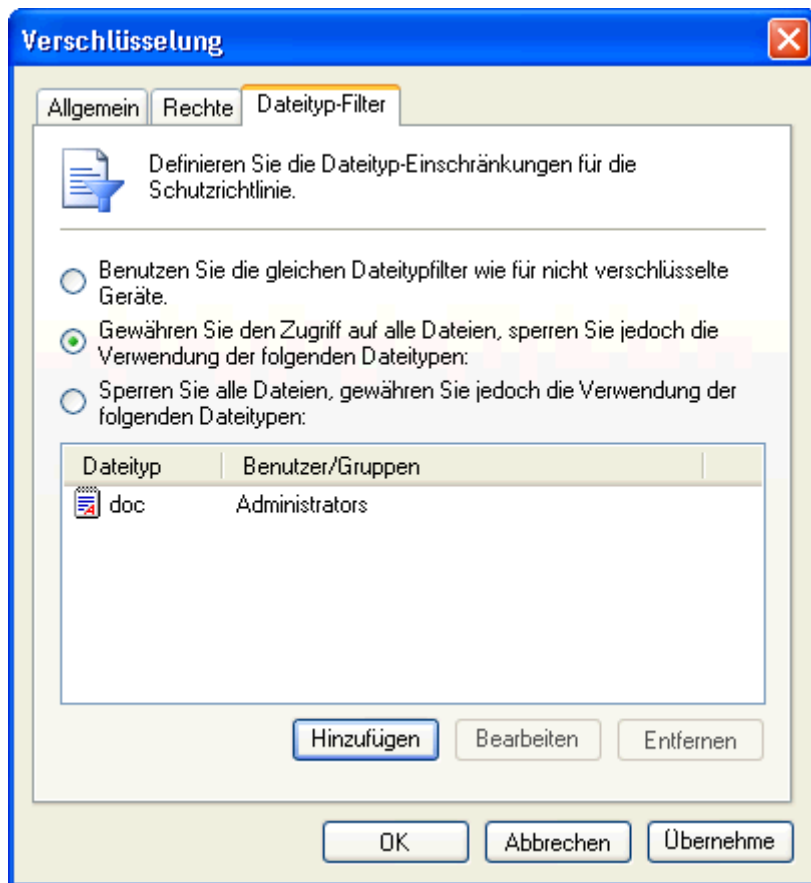 Verschlüsselung
Allgemein Rechte Dateityp-Filter
Definieren Sie die Dateityp-Einschränkungen für die
Schutzrichtlinie.
Benutzen Sie die gleichen Dateitypfilter wie für nicht verschlüsselte
Geräte.
Gewähren Sie den Zugriff auf alle Dateien, sperren Sie jedoch die
Verwendung der folgenden Dateitypen:
Sperren Sie alle Dateien, gewähren Sie jedoch die Verwendung der
folgenden Dateitypen:
Dateityp Benutzer/Gruppen
doc Administrators
Hinzufügen Bearbeiten Entfernen
OK Abbrechen Übernehme